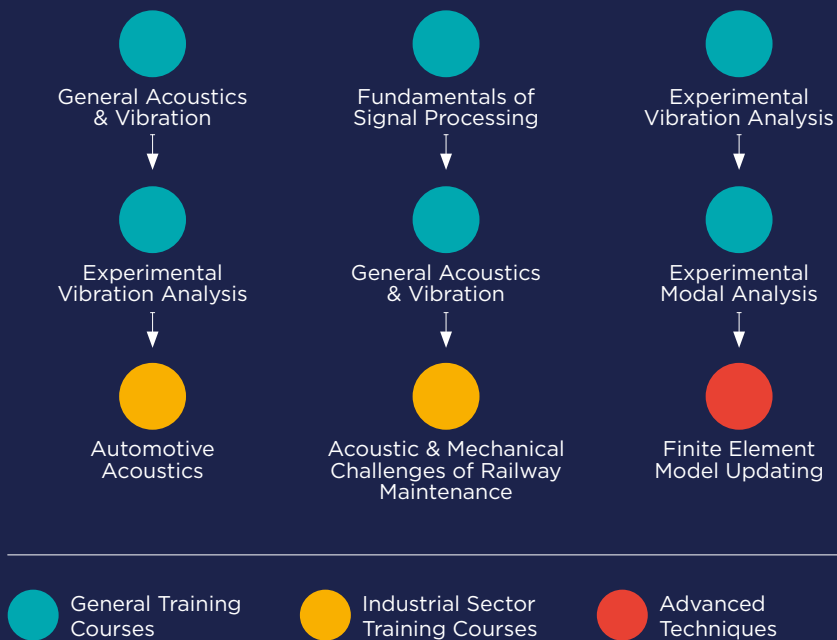 General Acoustics
& Vibration
Fundamentals of
Signal Processing
Experimental
Vibration Analysis
Experimental
Vibration Analysis
General Acoustics
& Vibration
Experimental
Modal Analysis
Automotive
Acoustics
Acoustic & Mechanical
Challenges of Railway
Maintenance
Finite Element
Model Updating
General Training
Courses
Industrial Sector
Training Courses
Advanced
Techniques